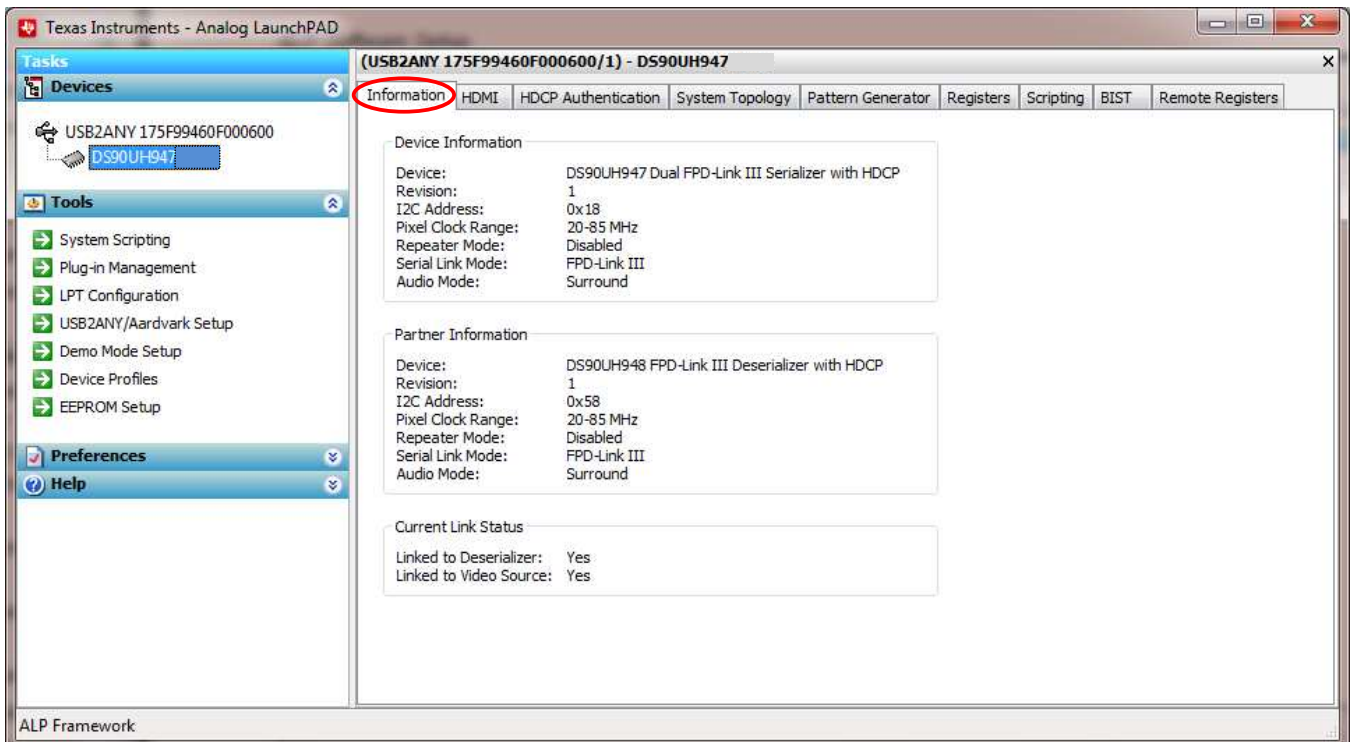 Texas Instruments - Analog LaunchPAD
Tasks
Devices
USB2ANY 175F99460F000600
DS90UH947
Tools
System Scripting
Plug-in Management
LPT Configuration
USB2ANY/Aardvark Setup
Demo Mode Setup
Device Profiles
EEPROM Setup
Preferences
Help
(USB2ANY 175F99460F000600/1) - DS90UH947
Information HDMI HDCP Authentication System Topology Pattern Generator Registers Scripting BIST Remote Registers
Device Information
Device: DS90UH947 Dual FPD-Link III Serializer with HDCP
Revision: 1
I2C Address: 0x18
Pixel Clock Range: 20-85 MHz
Repeater Mode: Disabled
Serial Link Mode: FPD-Link III
Audio Mode: Surround
Partner Information
Device: DS90UH948 FPD-Link III Deserializer with HDCP
Revision: 1
I2C Address: 0x58
Pixel Clock Range: 20-85 MHz
Repeater Mode: Disabled
Serial Link Mode: FPD-Link III
Audio Mode: Surround
Current Link Status
Linked to Deserializer: Yes
Linked to Video Source: Yes
ALP Framework